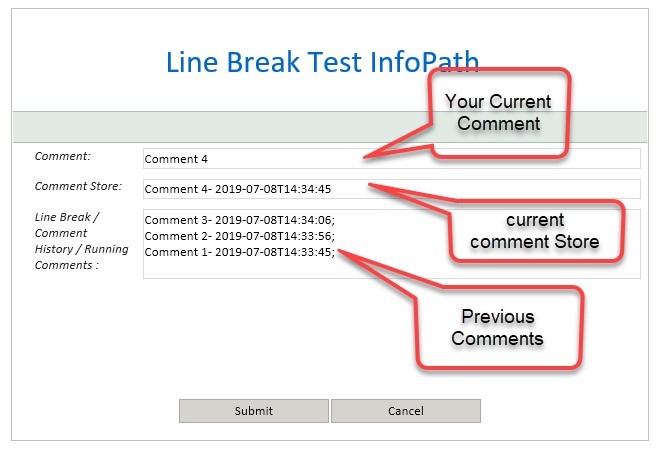 Line Break Test InfoPath
Your Current
Comment
Comment:
Comment 4
Comment Store:
Comment 4- 2019-07-08T14:34:45
current
comment Store
Line Break /
Comment
History / Running
Comments :
Comment 3- 2019-07-08T14:34:06;
Comment 2- 2019-07-08T14:33:56;
Comment 1- 2019-07-08T14:33:45;
Previous
Comments
Submit
Cancel